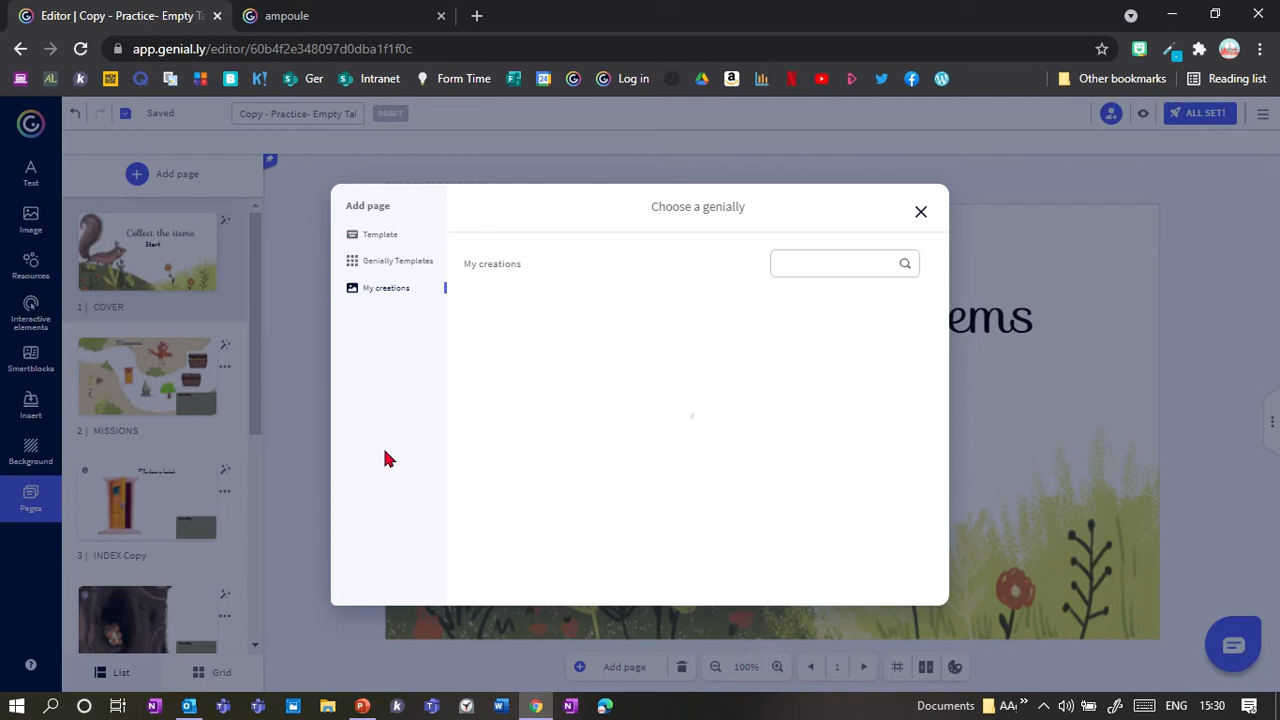 Editor | Copy - Practice- Empty Ta
ampoule
app.genial.ly/editor/60b4f2e348097d0dba1f1f0c
Ger
Intranet
Form Time
Log in
Other bookmarks
Reading list
Saved
Copy - Practice- Empty Tal
DRAFT
ALL SET!
Text
Image
Resources
Interactive
elements
Smartblocks
Insert
Background
Pages
Add page
Collect the items
Start
1 | COVER
Missions
2 | MISSIONS
3 | INDEX Copy
List
Grid
Add page
Template
Genially Templates
My creations
Choose a genially
My creations
ems
Add page
100%
1
Documents
ENG
15:30